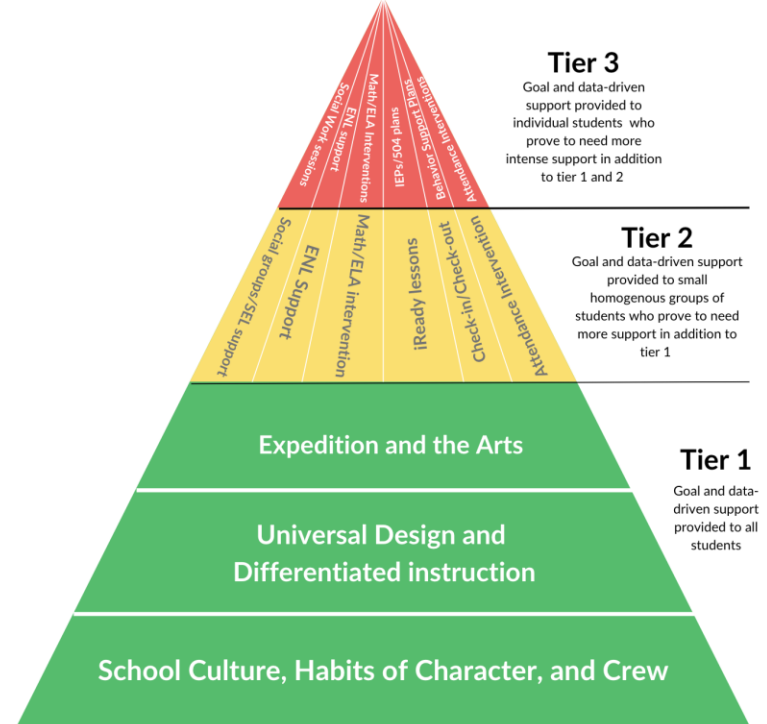 Tier 3
Goal and data-driven
support provided to
individual students who
prove to need more
intense support in addition
to tier 1 and 2
Social Work sessions
ENL support
Math/ELA Interventions
IEPs/504 plans
Behavior Support Plans
Attendance Interventions
Tier 2
Goal and data-driven support
provided to small
homogenous groups of
students who prove to need
more support in addition to
tier 1
Social groups/SEL support
ENL Support
Math/ELA intervention
iReady lessons
Check-in/Check-out
Attendance Intervention
Tier 1
Goal and data-
driven support
provided to all
students
Expedition and the Arts
Universal Design and
Differentiated instruction
School Culture, Habits of Character, and Crew